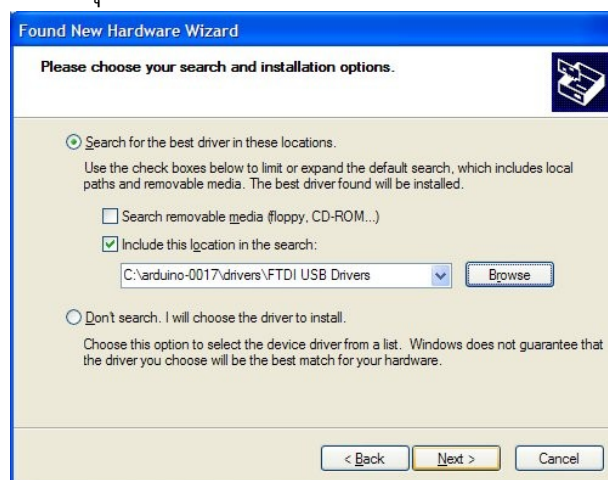 Found New Hardware Wizard
Please choose your search and installation options.
Search for the best driver in these locations.
Use the check boxes below to limit or expand the default search, which includes local
paths and removable media. The best driver found will be installed.
Search removable media (floppy, CD-ROM...)
Include this location in the search:
C:\arduino-0017\drivers\FTDI USB Drivers
Browse
Don't search. I will choose the driver to install.
Choose this option to select the device driver from a list. Windows does not guarantee that
the driver you choose will be the best match for your hardware.
< Back Next > Cancel